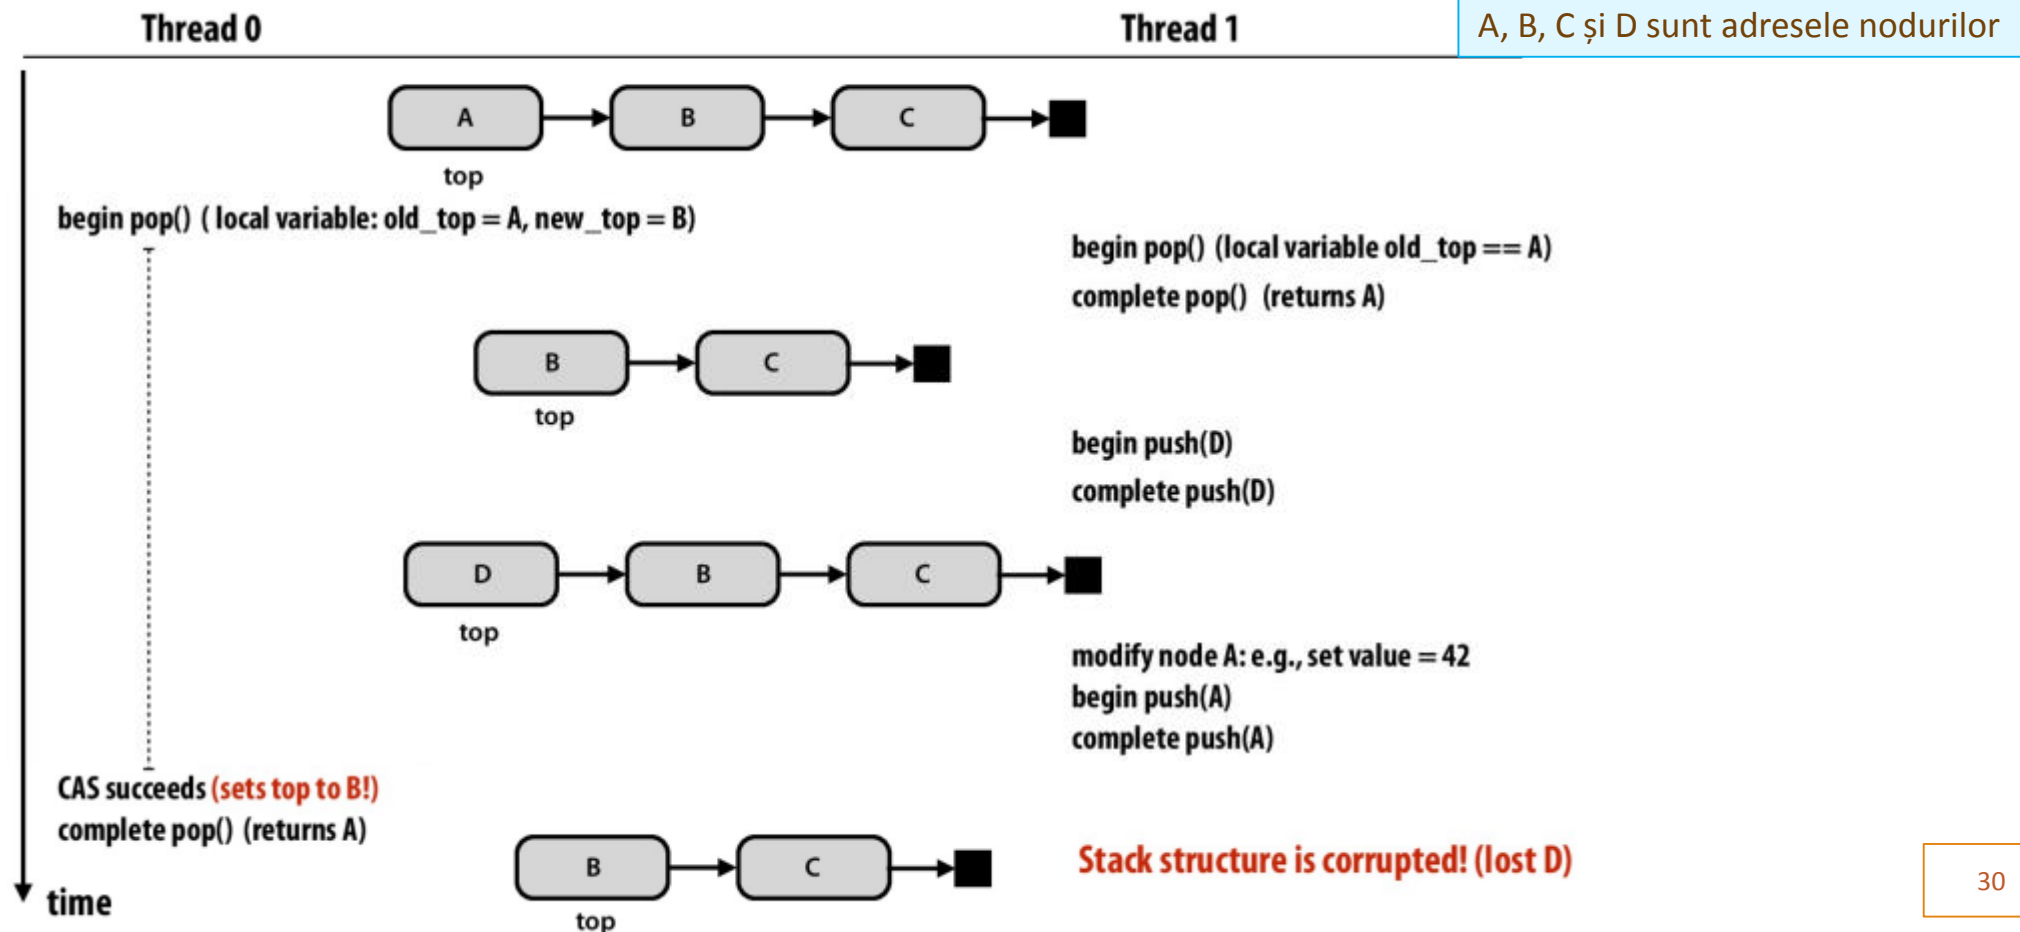 Thread 0
Thread 1
A, B, C și D sunt adresele nodurilor
A
B
C
top
begin pop() ( local variable: old_top = A, new_top = B)
begin pop() (local variable old_top == A)
complete pop() (returns A)
B
C
top
begin push(D)
complete push(D)
D
B
C
top
modify node A: e.g., set value = 42
begin push(A)
complete push(A)
CAS succeeds (sets top to B!)
complete pop() (returns A)
B
C
top
Stack structure is corrupted! (lost D)
time
30